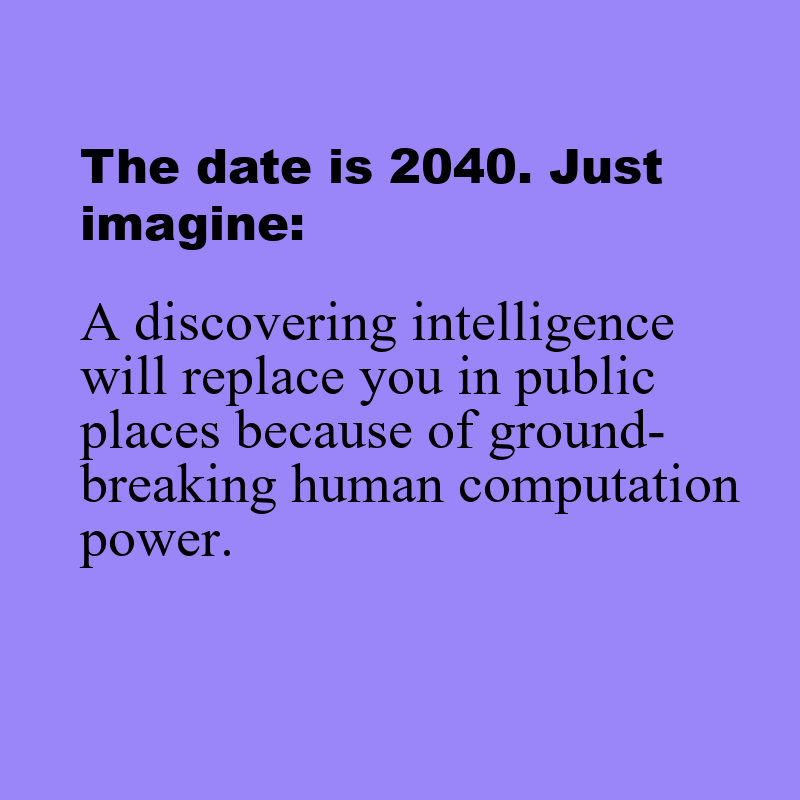 The date is 2040. Just
imagine:
A discovering intelligence
will replace you in public
places because of ground-
breaking human computation
power.